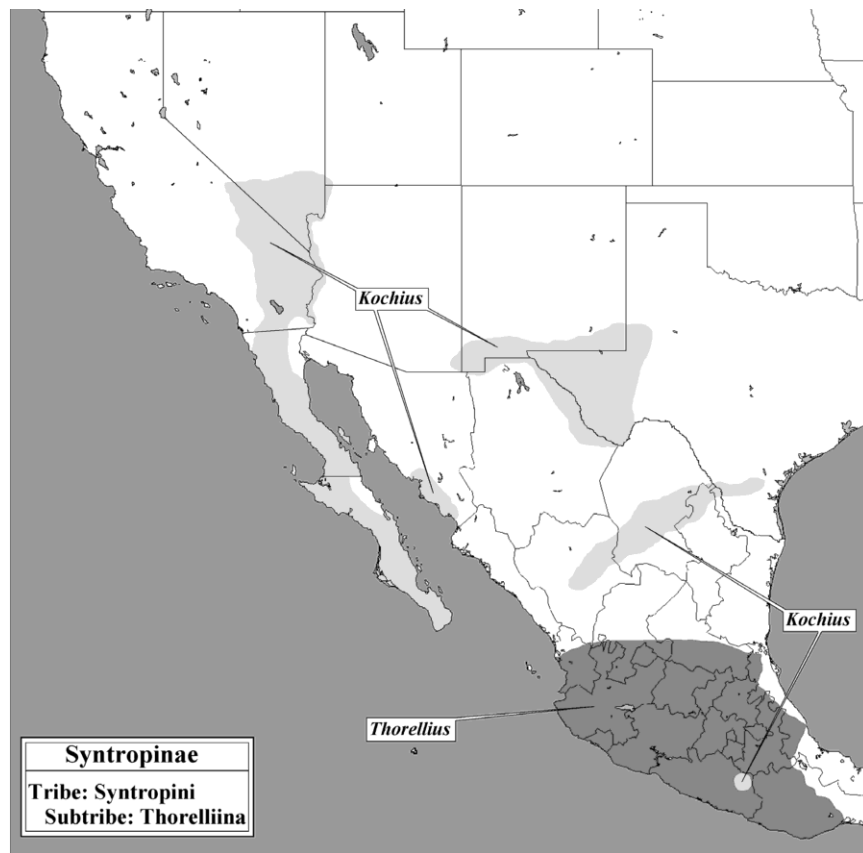 Kochius
Kochius
Thorellius
Syntropinae
Tribe: Syntropini
Subtribe: Thorelliina